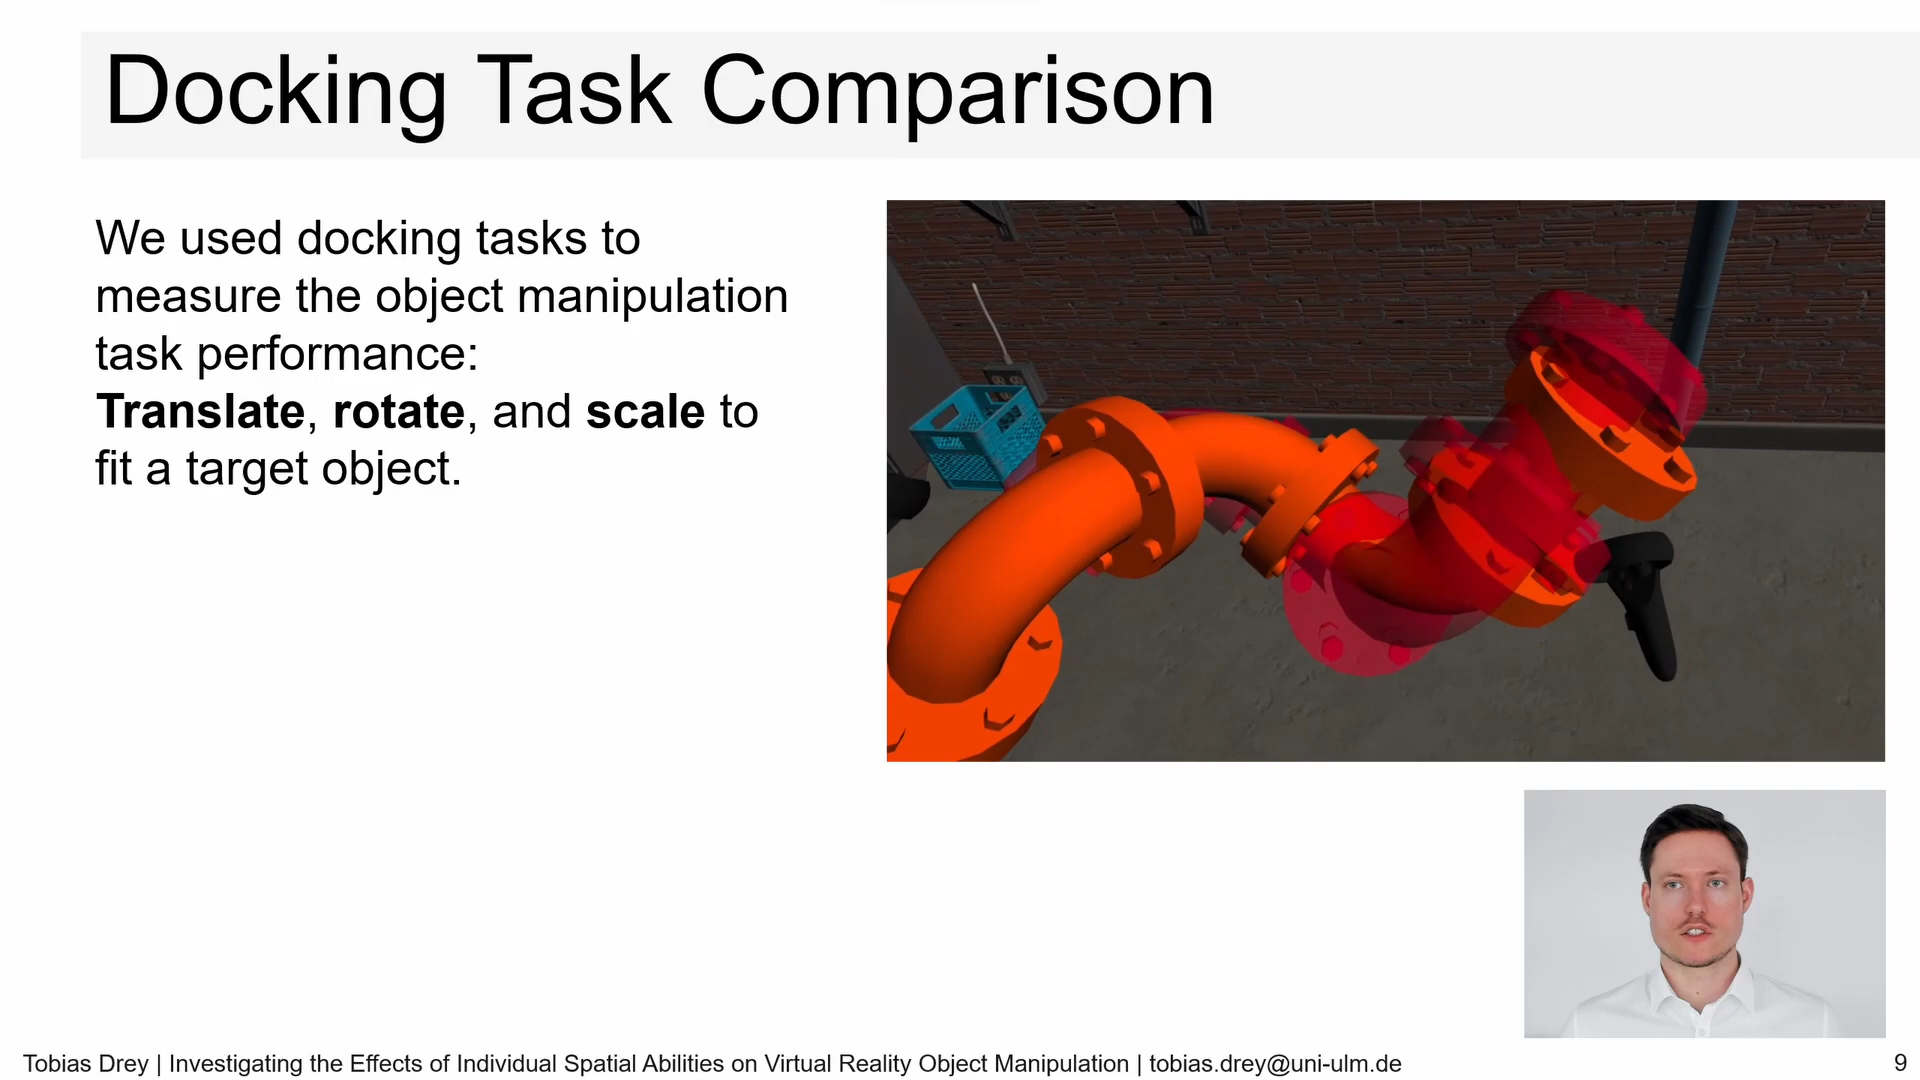 Docking Task Comparison
We used docking tasks to
measure the object manipulation
task performance:
Translate, rotate, and scale to
fit a target object.
Tobias Drey | Investigating the Effects of Individual Spatial Abilities on Virtual Reality Object Manipulation | tobias.drey@uni-ulm.de
9